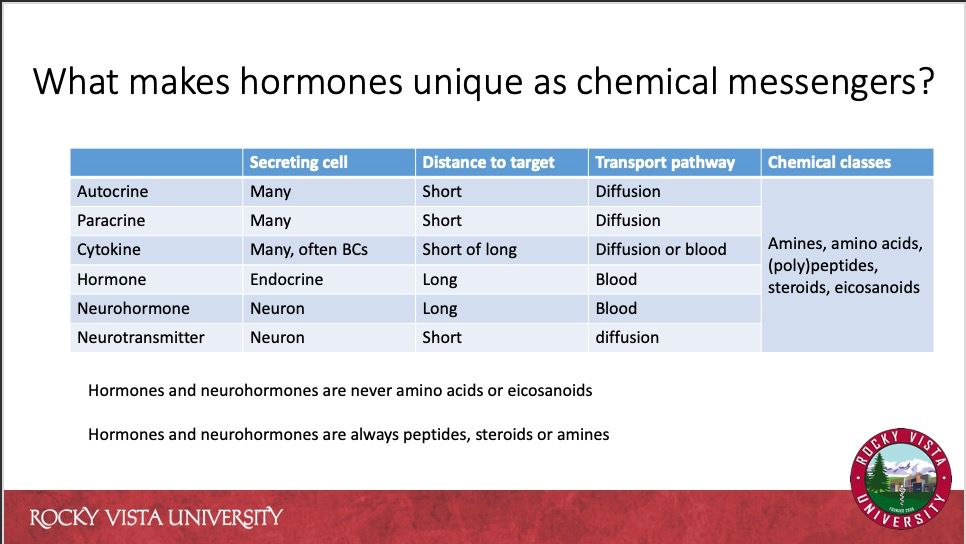 What makes hormones unique as chemical messengers?
Secreting cell Distance to target Transport pathway Chemical classes
Autocrine Many Short Diffusion
Paracrine Many Short Diffusion
Cytokine Many, often BCs Short of long Diffusion or blood
Hormone Endocrine Long Blood
Neurohormone Neuron Long Blood
Neurotransmitter Neuron Short diffusion
Amines, amino acids,
(poly)peptides,
steroids, eicosanoids
Hormones and neurohormones are never amino acids or eicosanoids
Hormones and neurohormones are always peptides, steroids or amines
ROCKY VISTA UNIVERSITY
ROCKY VISTA
UNIVERSITY